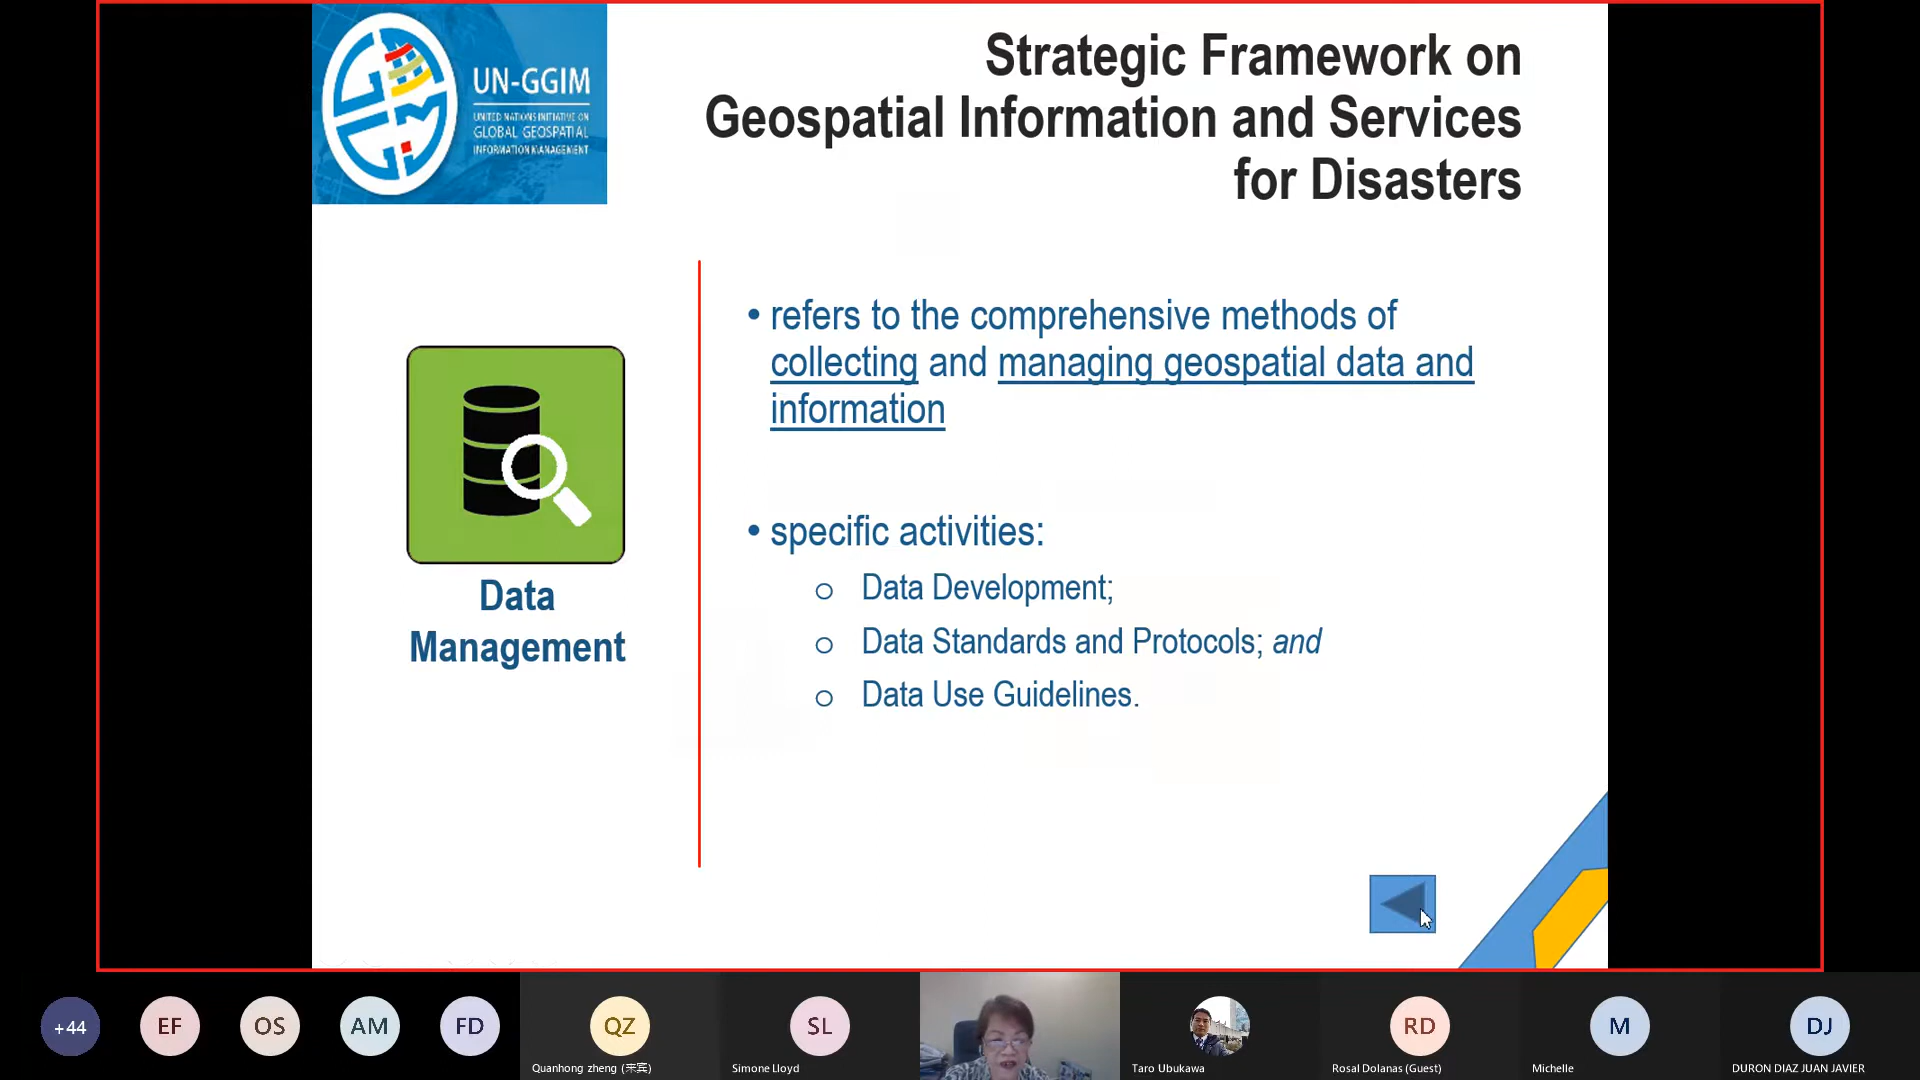 UN-GGIM
UNITED NATIONS INITIATIVE ON
GLOBAL GEOSPATIAL
INFORMATION MANAGEMENT
Strategic Framework on
Geospatial Information and Services
for Disasters
Data
Management
• refers to the comprehensive methods of
collecting and managing geospatial data and
information
• specific activities:
o Data Development;
o Data Standards and Protocols; and
o Data Use Guidelines.
+44
EF
OS
AM
FD
QZ
SL
RD
M
DJ
Quanhong zheng
Simone Lloyd
Taro Ubukawa
Rosal Dolanas (Guest)
Michelle
DURON DIAZ JUAN JAVIER